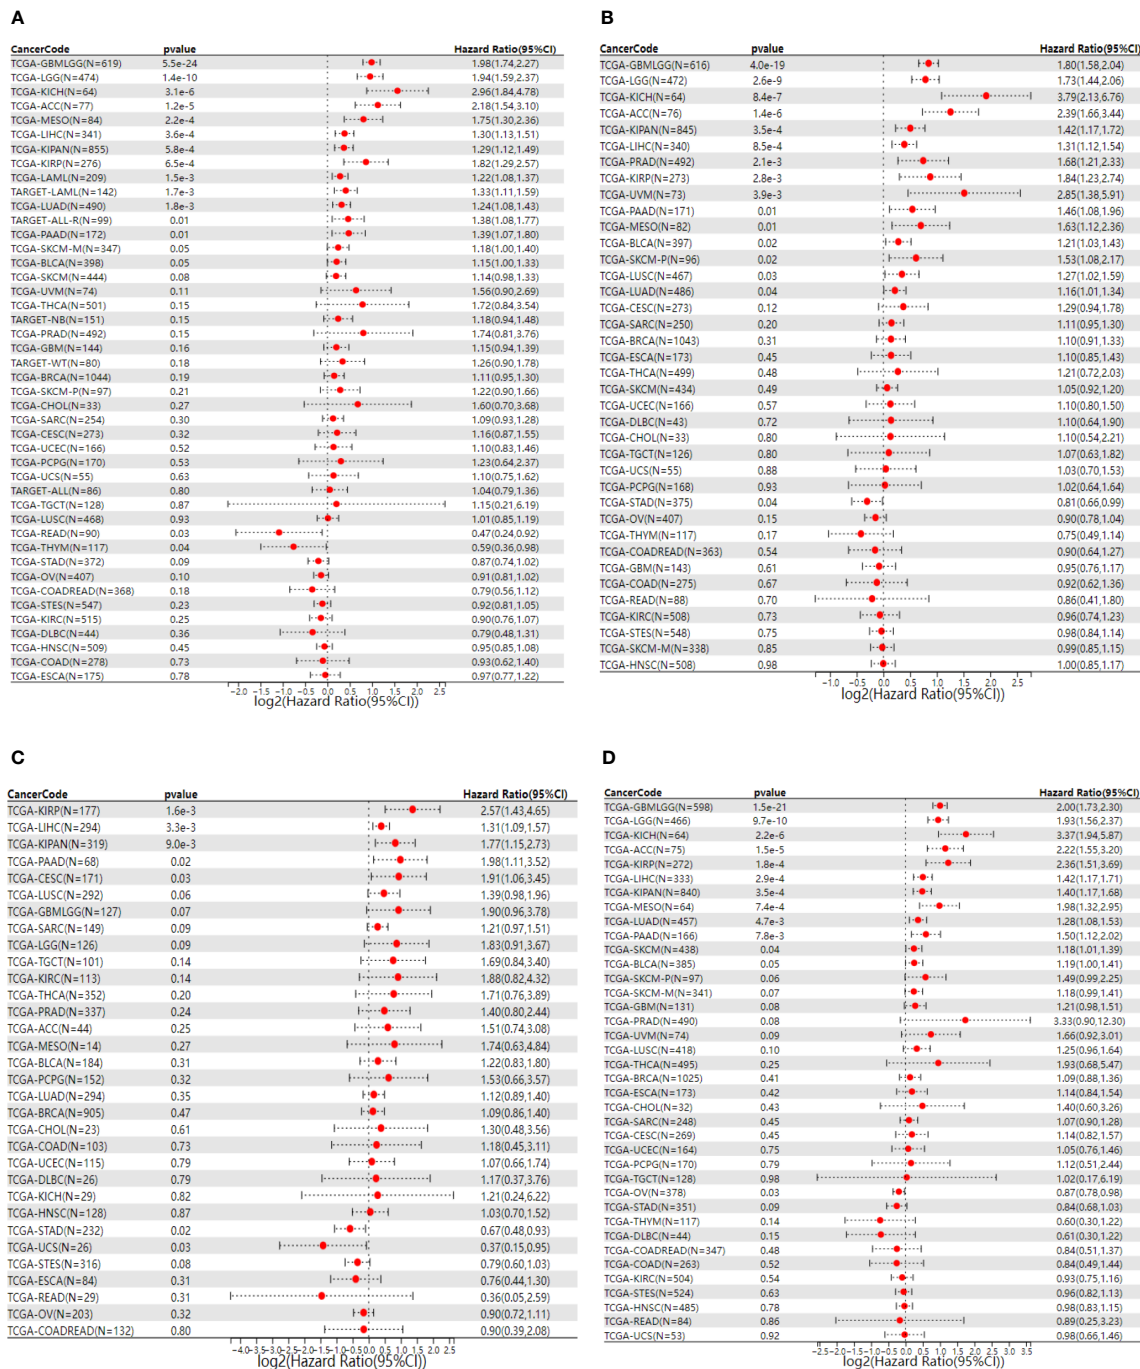 A
CancerCode pvalue Hazard Ratio(95%CI)
TCGA-GBMLGG(N=619) 5.5e-24 1.98(1.74,2.27)
TCGA-LGG(N=474) 1.4e-10 1.94(1.59,2.37)
TCGA-KICH(N=64) 3.1e-6 2.96(1.84,4.78)
TCGA-ACC(N=77) 1.2e-5 2.18(1.54,3.10)
TCGA-MESO(N=84) 2.2e-4 1.75(1.30,2.36)
TCGA-LIHC(N=341) 3.6e-4 1.30(1.13,1.51)
TCGA-KIPAN(N=855) 5.8e-4 1.29(1.12,1.49)
TCGA-KIRP(N=276) 6.5e-4 1.82(1.29,2.57)
TCGA-LAML(N=209) 1.5e-3 1.22(1.08,1.37)
TARGET-LAML(N=142) 1.7e-3 1.33(1.11,1.59)
TCGA-LUAD(N=490) 1.8e-3 1.24(1.08,1.43)
TARGET-ALL-R(N=99) 0.01 1.38(1.08,1.77)
TCGA-PAAD(N=172) 0.01 1.39(1.07,1.80)
TCGA-SKCM-M(N=347) 0.05 1.18(1.00,1.40)
TCGA-BLCA(N=398) 0.05 1.15(1.00,1.33)
TCGA-SKCM(N=444) 0.08 1.14(0.98,1.33)
TCGA-UVM(N=74) 0.11 1.56(0.90,2.69)
TCGA-THCA(N=501) 0.15 1.72(0.84,3.54)
TARGET-NB(N=151) 0.15 1.18(0.94,1.48)
TCGA-PRAD(N=492) 0.15 1.74(0.81,3.76)
TCGA-GBM(N=144) 0.16 1.15(0.94,1.39)
TARGET-WT(N=80) 0.18 1.26(0.90,1.78)
TCGA-BRCA(N=1044) 0.19 1.11(0.95,1.30)
TCGA-SKCM-P(N=97) 0.21 1.22(0.90,1.66)
TCGA-CHOL(N=33) 0.27 1.60(0.70,3.68)
TCGA-SARC(N=254) 0.30 1.09(0.93,1.28)
TCGA-CESC(N=273) 0.32 1.16(0.87,1.55)
TCGA-UCEC(N=166) 0.52 1.10(0.83,1.46)
TCGA-PCPG(N=170) 0.53 1.23(0.64,2.37)
TCGA-UCS(N=55) 0.63 1.10(0.75,1.62)
TARGET-ALL(N=86) 0.80 1.04(0.79,1.36)
TCGA-TGCT(N=128) 0.87 1.15(0.21,6.19)
TCGA-LUSC(N=468) 0.93 1.01(0.85,1.19)
TCGA-READ(N=90) 0.03 0.47(0.24,0.92)
TCGA-THYM(N=117) 0.04 0.59(0.36,0.98)
TCGA-STAD(N=372) 0.09 0.87(0.74,1.02)
TCGA-OV(N=407) 0.10 0.91(0.81,1.02)
TCGA-COADREAD(N=368) 0.18 0.79(0.56,1.12)
TCGA-STES(N=547) 0.23 0.92(0.81,1.05)
TCGA-KIRC(N=515) 0.25 0.90(0.76,1.07)
TCGA-DLBC(N=44) 0.36 0.79(0.48,1.31)
TCGA-HNSC(N=509) 0.45 0.95(0.85,1.08)
TCGA-COAD(N=278) 0.73 0.93(0.62,1.40)
TCGA-ESCA(N=175) 0.78 0.97(0.77,1.22)
-2.0 -1.5 -1.0 -0.5 0.0 0.5 1.0 1.5 2.0 2.5
log2(Hazard Ratio(95%CI))
B
CancerCode pvalue Hazard Ratio(95%CI)
TCGA-GBMLGG(N=616) 4.0e-19 1.80(1.58,2.04)
TCGA-LGG(N=472) 2.6e-9 1.73(1.44,2.06)
TCGA-KICH(N=64) 8.4e-7 3.79(2.13,6.76)
TCGA-ACC(N=76) 1.4e-6 2.39(1.66,3.44)
TCGA-KIPAN(N=845) 3.5e-4 1.42(1.17,1.72)
TCGA-LIHC(N=340) 8.5e-4 1.31(1.12,1.54)
TCGA-PRAD(N=492) 2.1e-3 1.68(1.21,2.33)
TCGA-KIRP(N=273) 2.8e-3 1.84(1.23,2.74)
TCGA-UVM(N=73) 3.9e-3 2.85(1.38,5.91)
TCGA-PAAD(N=171) 0.01 1.46(1.08,1.96)
TCGA-MESO(N=82) 0.01 1.63(1.12,2.36)
TCGA-BLCA(N=397) 0.02 1.21(1.03,1.43)
TCGA-SKCM-P(N=96) 0.02 1.53(1.08,2.17)
TCGA-LUSC(N=467) 0.03 1.27(1.02,1.59)
TCGA-LUAD(N=486) 0.04 1.16(1.01,1.34)
TCGA-CESC(N=273) 0.12 1.29(0.94,1.78)
TCGA-SARC(N=250) 0.20 1.11(0.95,1.30)
TCGA-BRCA(N=1043) 0.31 1.10(0.91,1.33)
TCGA-ESCA(N=173) 0.45 1.10(0.85,1.43)
TCGA-THCA(N=499) 0.48 1.21(0.72,2.03)
TCGA-SKCM(N=434) 0.49 1.05(0.92,1.20)
TCGA-UCEC(N=166) 0.57 1.10(0.80,1.50)
TCGA-DLBC(N=43) 0.72 1.10(0.64,1.90)
TCGA-CHOL(N=33) 0.80 1.10(0.54,2.21)
TCGA-TGCT(N=126) 0.80 1.07(0.63,1.82)
TCGA-UCS(N=55) 0.88 1.03(0.70,1.53)
TCGA-PCPG(N=168) 0.93 1.02(0.64,1.64)
TCGA-STAD(N=375) 0.04 0.81(0.66,0.99)
TCGA-OV(N=407) 0.15 0.90(0.78,1.04)
TCGA-THYM(N=117) 0.17 0.75(0.49,1.14)
TCGA-COADREAD(N=363) 0.54 0.90(0.64,1.27)
TCGA-GBM(N=143) 0.61 0.95(0.76,1.17)
TCGA-COAD(N=275) 0.67 0.92(0.62,1.36)
TCGA-READ(N=88) 0.70 0.86(0.41,1.80)
TCGA-KIRC(N=508) 0.73 0.96(0.74,1.23)
TCGA-STES(N=548) 0.75 0.98(0.84,1.14)
TCGA-SKCM-M(N=338) 0.85 0.99(0.85,1.15)
TCGA-HNSC(N=508) 0.98 1.00(0.85,1.17)
-1.0 -0.5 0.0 0.5 1.0 1.5 2.0 2.5
log2(Hazard Ratio(95%CI))
C
CancerCode pvalue Hazard Ratio(95%CI)
TCGA-KIRP(N=177) 1.6e-3 2.57(1.43,4.65)
TCGA-LIHC(N=294) 3.3e-3 1.31(1.09,1.57)
TCGA-KIPAN(N=319) 9.0e-3 1.77(1.15,2.73)
TCGA-PAAD(N=68) 0.02 1.98(1.11,3.52)
TCGA-CESC(N=171) 0.03 1.91(1.06,3.45)
TCGA-LUSC(N=292) 0.06 1.39(0.98,1.96)
TCGA-GBMLGG(N=127) 0.07 1.90(0.96,3.78)
TCGA-SARC(N=149) 0.09 1.21(0.97,1.51)
TCGA-LGG(N=126) 0.09 1.83(0.91,3.67)
TCGA-TGCT(N=101) 0.14 1.69(0.84,3.40)
TCGA-KIRC(N=113) 0.14 1.88(0.82,4.32)
TCGA-THCA(N=352) 0.20 1.71(0.76,3.89)
TCGA-PRAD(N=337) 0.24 1.40(0.80,2.44)
TCGA-ACC(N=44) 0.25 1.51(0.74,3.08)
TCGA-MESO(N=14) 0.27 1.74(0.63,4.84)
TCGA-BLCA(N=184) 0.31 1.22(0.83,1.80)
TCGA-PCPG(N=152) 0.32 1.53(0.66,3.57)
TCGA-LUAD(N=294) 0.35 1.12(0.89,1.40)
TCGA-BRCA(N=905) 0.47 1.09(0.86,1.40)
TCGA-CHOL(N=23) 0.61 1.30(0.48,3.56)
TCGA-COAD(N=103) 0.73 1.18(0.45,3.11)
TCGA-UCEC(N=115) 0.79 1.07(0.66,1.74)
TCGA-DLBC(N=26) 0.79 1.17(0.37,3.76)
TCGA-KICH(N=29) 0.82 1.21(0.24,6.22)
TCGA-HNSC(N=128) 0.87 1.03(0.70,1.52)
TCGA-STAD(N=232) 0.02 0.67(0.48,0.93)
TCGA-UCS(N=26) 0.03 0.37(0.15,0.95)
TCGA-STES(N=316) 0.08 0.79(0.60,1.03)
TCGA-ESCA(N=84) 0.31 0.76(0.44,1.30)
TCGA-READ(N=29) 0.31 0.36(0.05,2.59)
TCGA-OV(N=203) 0.32 0.90(0.72,1.11)
TCGA-COADREAD(N=132) 0.80 0.90(0.39,2.08)
-4.0-3.5-3.0-2.5-2.0-1.5-1.0-0.5 0.0 0.5 1.0 1.5 2.0 2.5
log2(Hazard Ratio(95%CI))
D
CancerCode pvalue Hazard Ratio(95%CI)
TCGA-GBMLGG(N=598) 1.5e-21 2.00(1.73,2.30)
TCGA-LGG(N=466) 9.7e-10 1.93(1.56,2.37)
TCGA-KICH(N=64) 2.2e-6 3.37(1.94,5.87)
TCGA-ACC(N=75) 1.5e-5 2.22(1.55,3.20)
TCGA-KIRP(N=272) 1.8e-4 2.36(1.51,3.69)
TCGA-LIHC(N=333) 2.9e-4 1.42(1.17,1.71)
TCGA-KIPAN(N=840) 3.5e-4 1.40(1.17,1.68)
TCGA-MESO(N=64) 7.4e-4 1.98(1.32,2.95)
TCGA-LUAD(N=457) 4.7e-3 1.28(1.08,1.53)
TCGA-PAAD(N=166) 7.8e-3 1.50(1.12,2.02)
TCGA-SKCM(N=438) 0.04 1.18(1.01,1.39)
TCGA-BLCA(N=385) 0.05 1.19(1.00,1.41)
TCGA-SKCM-P(N=97) 0.06 1.49(0.99,2.25)
TCGA-SKCM-M(N=341) 0.07 1.18(0.99,1.41)
TCGA-GBM(N=131) 0.08 1.21(0.98,1.51)
TCGA-PRAD(N=490) 0.08 3.33(0.90,12.30)
TCGA-UVM(N=74) 0.09 1.66(0.92,3.01)
TCGA-LUSC(N=418) 0.10 1.25(0.96,1.64)
TCGA-THCA(N=495) 0.25 1.93(0.68,5.47)
TCGA-BRCA(N=1025) 0.41 1.09(0.88,1.36)
TCGA-ESCA(N=173) 0.42 1.14(0.84,1.54)
TCGA-CHOL(N=32) 0.43 1.40(0.60,3.26)
TCGA-SARC(N=248) 0.45 1.07(0.90,1.28)
TCGA-CESC(N=269) 0.45 1.14(0.82,1.57)
TCGA-UCEC(N=164) 0.75 1.05(0.76,1.46)
TCGA-PCPG(N=170) 0.79 1.12(0.51,2.44)
TCGA-TGCT(N=128) 0.98 1.02(0.17,6.19)
TCGA-OV(N=378) 0.03 0.87(0.78,0.98)
TCGA-STAD(N=351) 0.09 0.84(0.68,1.03)
TCGA-THYM(N=117) 0.14 0.60(0.30,1.22)
TCGA-DLBC(N=44) 0.15 0.61(0.30,1.22)
TCGA-COADREAD(N=347) 0.48 0.84(0.51,1.37)
TCGA-COAD(N=263) 0.52 0.84(0.49,1.44)
TCGA-KIRC(N=504) 0.54 0.93(0.75,1.16)
TCGA-STES(N=524) 0.63 0.96(0.82,1.13)
TCGA-HNSC(N=485) 0.78 0.98(0.83,1.15)
TCGA-READ(N=84) 0.86 0.89(0.25,3.23)
TCGA-UCS(N=53) 0.92 0.98(0.66,1.46)
-2.5-2.0-1.5-1.0-0.5 0.0 0.5 1.0 1.5 2.0 2.5 3.0 3.5
log2(Hazard Ratio(95%CI))